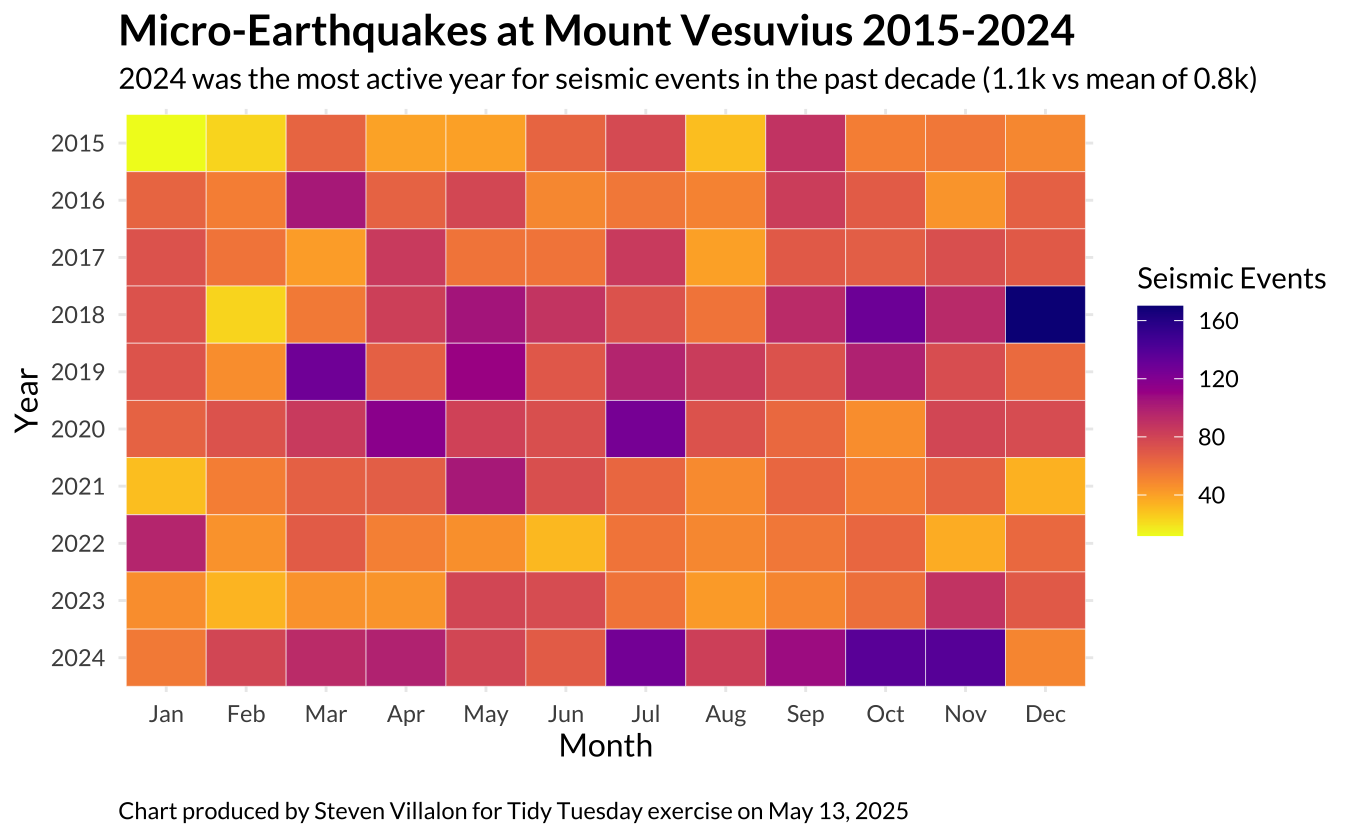 Micro-Earthquakes at Mount Vesuvius 2015-2024
2024 was the most active year for seismic events in the past decade (1.1k vs mean of 0.8k)
2015
2016
2017
2018
2019
2020
2021
2022
2023
2024
Year
Jan Feb Mar Apr May Jun Jul Aug Sep Oct Nov Dec
Month
Seismic Events
160
120
80
40
Chart produced by Steven Villalon for Tidy Tuesday exercise on May 13, 2025